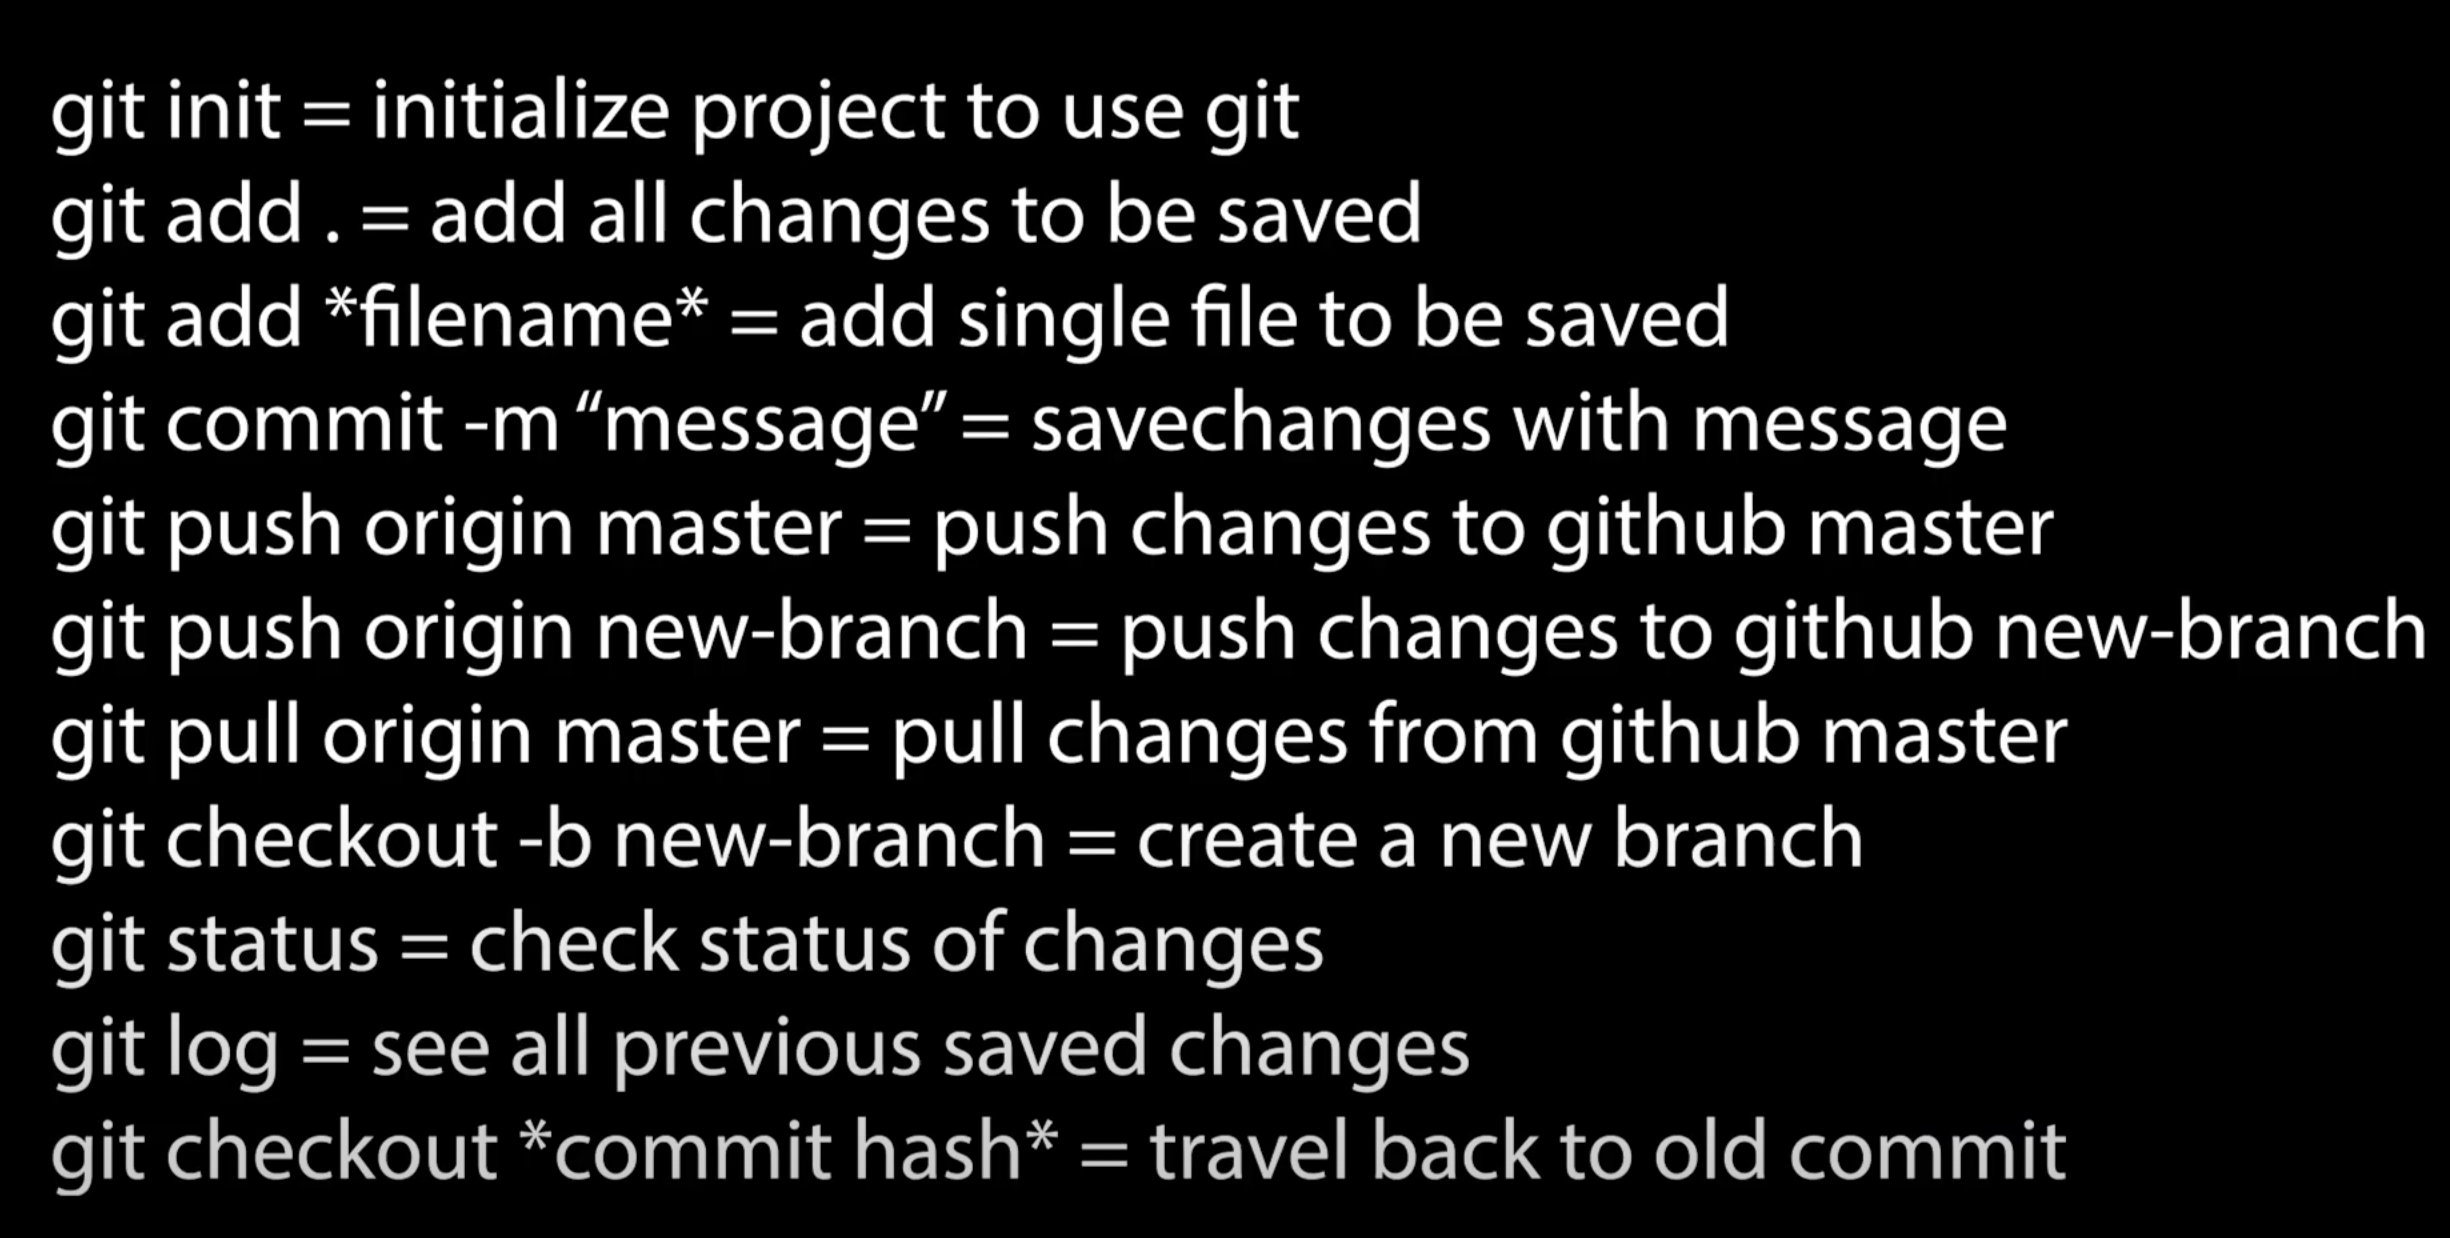 git init = initialize project to use git
git add . = add all changes to be saved
git add *filename* = add single file to be saved
git commit -m “message” = savechanges with message
git push origin master = push changes to github master
git push origin new-branch = push changes to github new-branch
git pull origin master = pull changes from github master
git checkout -b new-branch = create a new branch
git status = check status of changes
git log = see all previous saved changes
git checkout *commit hash* = travel back to old commit